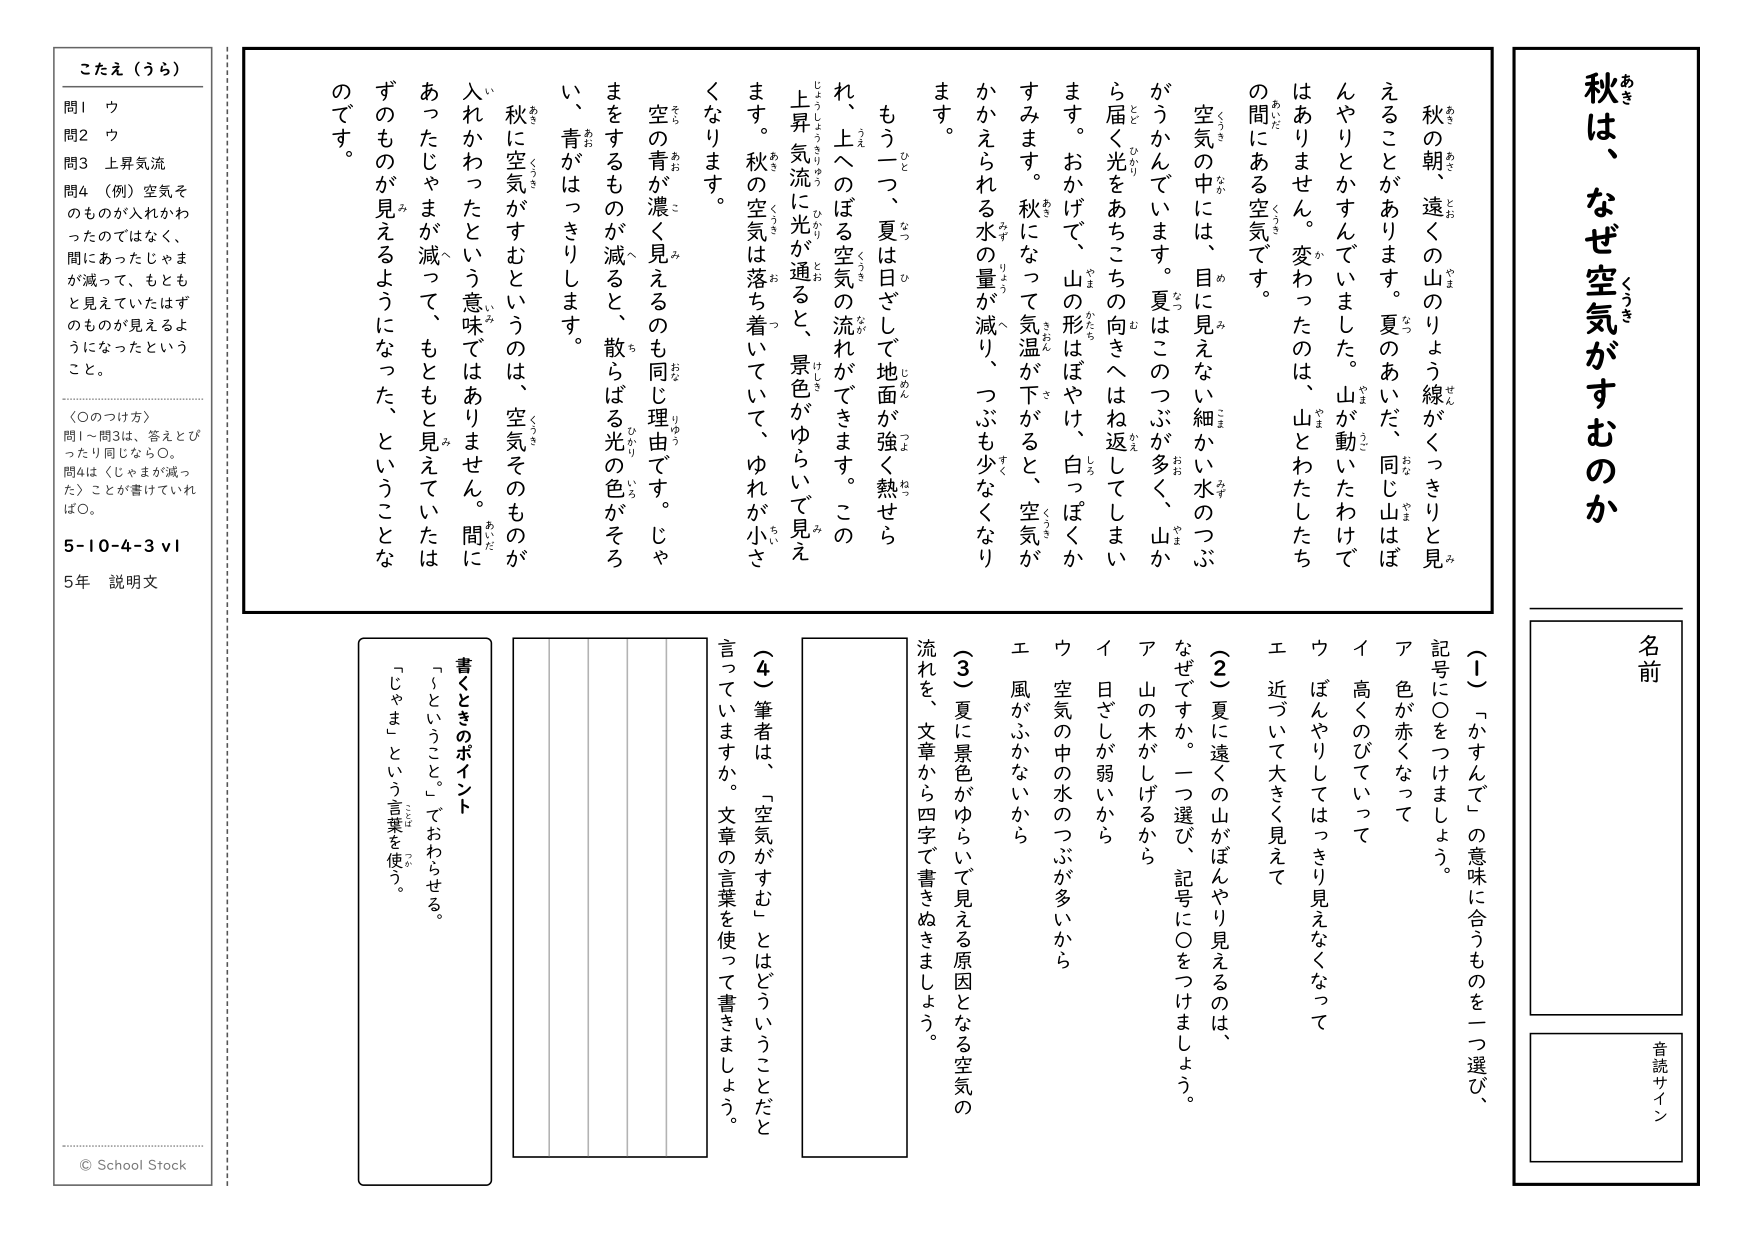 秋は、なぜ空気がすむのか
名前
音読サイン
秋の朝、遠くの山のりょう線がくっきりと見
えることがあります。夏のあいだ、同じ山はぼ
んやりとかすんでいました。山が動いたわけで
はありません。変わったのは、山とわたしたち
の間にある空気です。
空気の中には、目に見えない細かい水のつぶ
がうかんでいます。夏はこのつぶが多く、山か
ら届く光をあちこちの向きへはね返してしまい
ます。おかげで、山の形はぼやけ、白っぽくか
すみます。秋になって気温が下がると、空気が
かかえられる水の量が減り、つぶも少なくなり
ます。
もう一つ、夏は日ざしで地面が強く熱せら
れ、上へのぼる空気の流れができます。この
上昇気流に光が通ると、景色がゆらいで見え
ます。秋の空気は落ち着いていて、ゆれが小さ
くなります。
空の青が濃く見えるのも同じ理由です。じゃ
まをするものが減ると、散らばる光の色がそろ
い、青がはっきりします。
秋に空気がすむというのは、空気そのものが
入れかわったという意味ではありません。間に
あったじゃまが減って、もともと見えていたは
ずのものが見えるようになった、ということな
のです。
(1)「かすんで」の意味に合うものを一つ選び、
記号に〇をつけましょう。
ア 色が赤くなって
イ 高くのびていって
ウ ぼんやりしてはっきり見えなくなって
エ 近づいて大きく見えて
(2)夏に遠くの山がぼんやり見えるのは、
なぜですか。一つ選び、記号に〇をつけましょう。
ア 山の木がしげるから
イ 日ざしが弱いから
ウ 空気の中の水のつぶが多いから
エ 風がふかないから
(3)夏に景色がゆらいで見える原因となる空気の
流れを、文章から四字で書きぬきましょう。
(4)筆者は、「空気がすむ」とはどういうことだと
言っていますか。文章の言葉を使って書きましょう。
書くときのポイント
「〜ということ。」でおわらせる。
「じゃま」という言葉を使う。
こたえ(うら)
問1 ウ
問2 ウ
問3 上昇気流
問4 (例)空気そ
のものが入れかわ
ったのではなく、
間にあったじゃま
が減って、もとも
と見えていたはず
のものが見えるよ
うになったという
こと。
〈〇のつけ方〉
問1〜問3は、答えとぴ
ったり同じなら〇。
問4は〈じゃまが減っ
た〉ことが書けていれ
ば〇。
5-10-4-3 v1
5年 説明文
© School Stock